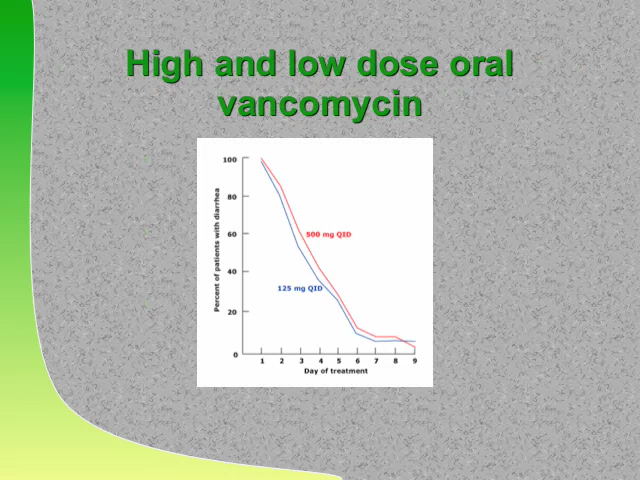 High and low dose oral
vancomycin
Percent of patients with diarrhea
100
80
60
40
20
0
500 mg QID
125 mg QID
1 2 3 4 5 6 7 8 9
Day of treatment